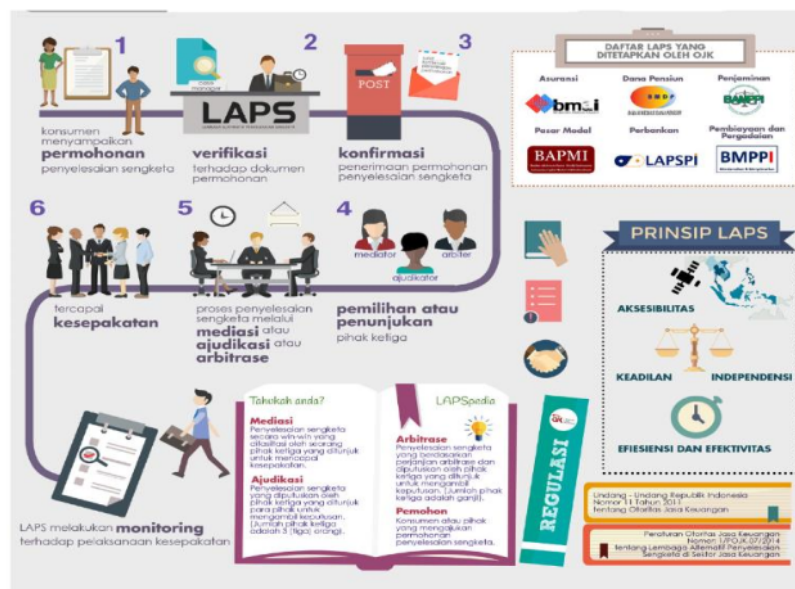 1
konsumen
menyampaikan
permohonan
penyelesaian sengketa
2
case
manager
LAPS
verifikasi
terhadap dokumen
permohonan
3
POST
konfirmasi
penerimaan permohonan
penyelesaian sengketa
4
mediator
ajudikator
arbiter
pemilihan atau
penunjukan
pihak ketiga
5
proses penyelesaian
sengketa melalui
mediasi atau
ajudikasi atau
arbitrase
6
tercapai
kesepakatan
LAPS melakukan monitoring
terhadap pelaksanaan kesepakatan
Tahukah anda?
Mediasi
Penyelesaian sengketa
secara win-win yang
oleh seorang
pihak ketiga yang ditunjuk
untuk mencapai
kesepakatan.
Ajudikasi
Penyelesaian sengketa
yang diputuskan oleh
pihak ketiga yang ditunjuk
para pihak untuk
mengambil keputusan.
(Jumlah pihak ketiga
adalah 3 (tiga) orang).
LAPSpedia
Arbitrase
Penyelesaian sengketa
yang berdasarkan
perjanjian arbitrase dan
diputuskan oleh pihak
ketiga yang ditunjuk
untuk mengambil
keputusan. (Jumlah pihak
ketiga adalah ganjil).
Pemohon
Konsumen atau pihak
yang mengajukan
permohonan
penyelesaian sengketa.
DAFTAR LAPS YANG
DITETAPKAN OLEH OJK
Asuransi
Dana Pensiun
Penjaminan
bmai
BMDP
BAMPPI
Pasar Modal
Perbankan
Pembiayaan dan
Pergadaian
BAPMI
LAPSPI
BMPPI
PRINSIP LAPS
AKSESIBILITAS
KEADILAN
INDEPENDENSI
EFISIENSI DAN EFEKTIVITAS
REGULASI
Undang - Undang Republik Indonesia
Nomor 11 Tahun 2011
tentang Otoritas Jasa Keuangan
Peraturan Otoritas Jasa Keuangan
Nomor: 1/POJK.07/2014
tentang Lembaga Alternatif Penyelesaian
Sengketa di Sektor Jasa Keuangan